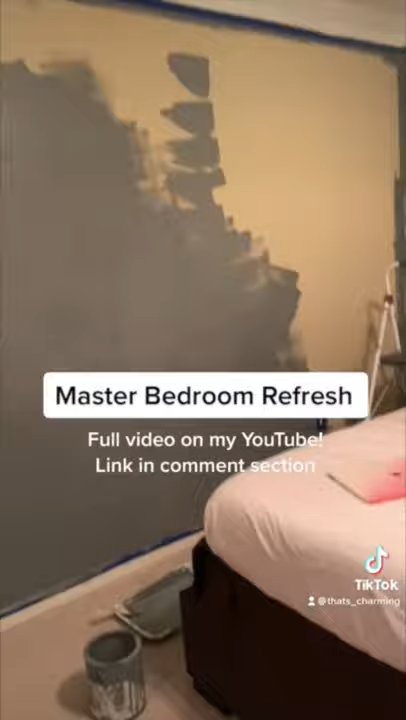 Master Bedroom Refresh
Full video on my YouTube!
Link in comment section
TikTok
@thats_charming